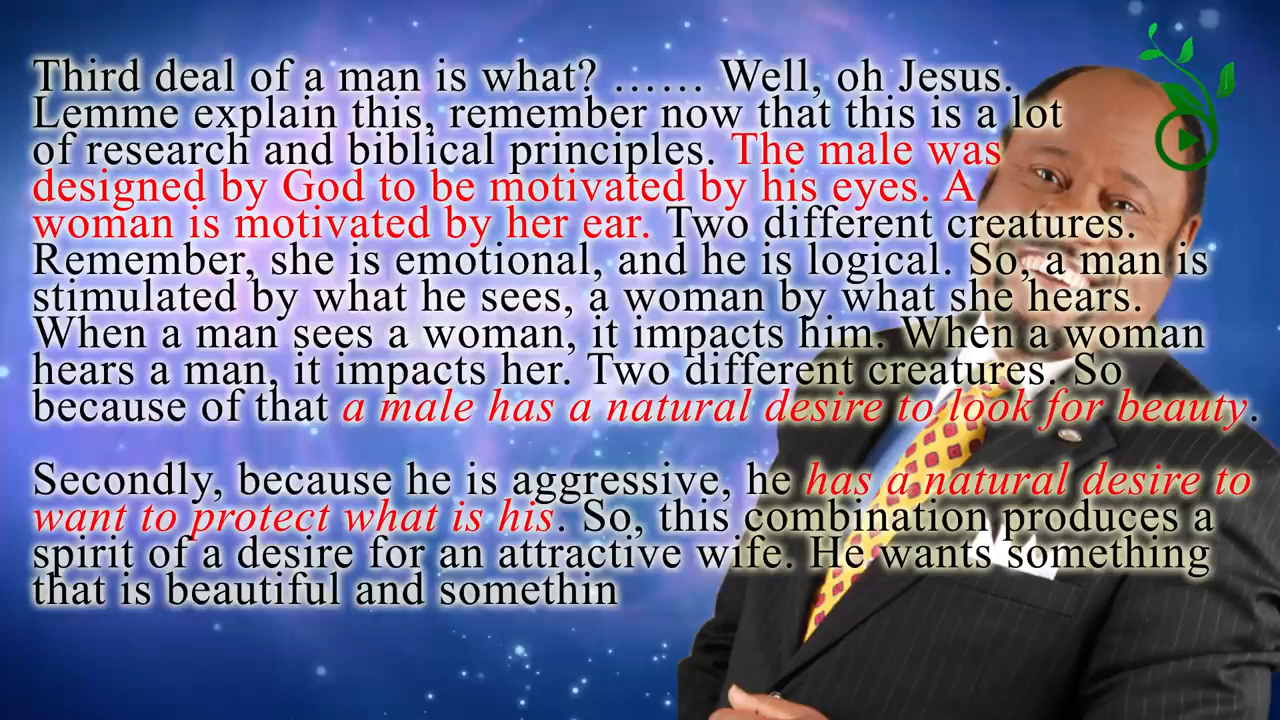 Third deal of a man is what? …… Well, oh Jesus.
Lemme explain this, remember now that this is a lot
of research and biblical principles. The male was
designed by God to be motivated by his eyes. A
woman is motivated by her ear. Two different creatures.
Remember, she is emotional, and he is logical. So, a man is
stimulated by what he sees, a woman by what she hears.
When a man sees a woman, it impacts him. When a woman
hears a man, it impacts her. Two different creatures. So
because of that a male has a natural desire to look for beauty.
Secondly, because he is aggressive, he has a natural desire to
want to protect what is his. So, this combination produces a
spirit of a desire for an attractive wife. He wants something
that is beautiful and somethin